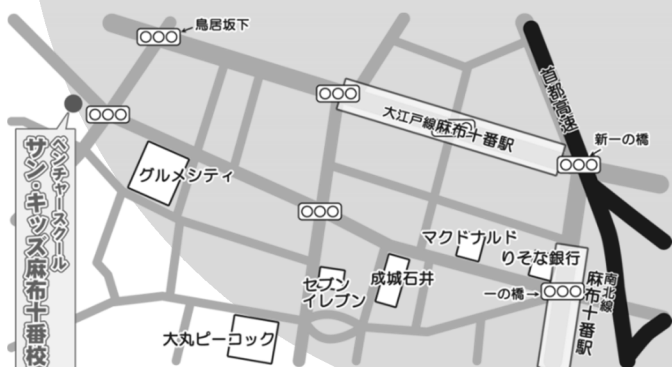 鳥居坂下
大江戸線麻布十番駅
首都高速
新一の橋
ベンチャースクール
サン・キッズ麻布十番校
グルメシティ
マクドナルド
りそな銀行
成城石井
セブン
イレブン
一の橋→
南北線
麻布十番駅
大丸ピーコック